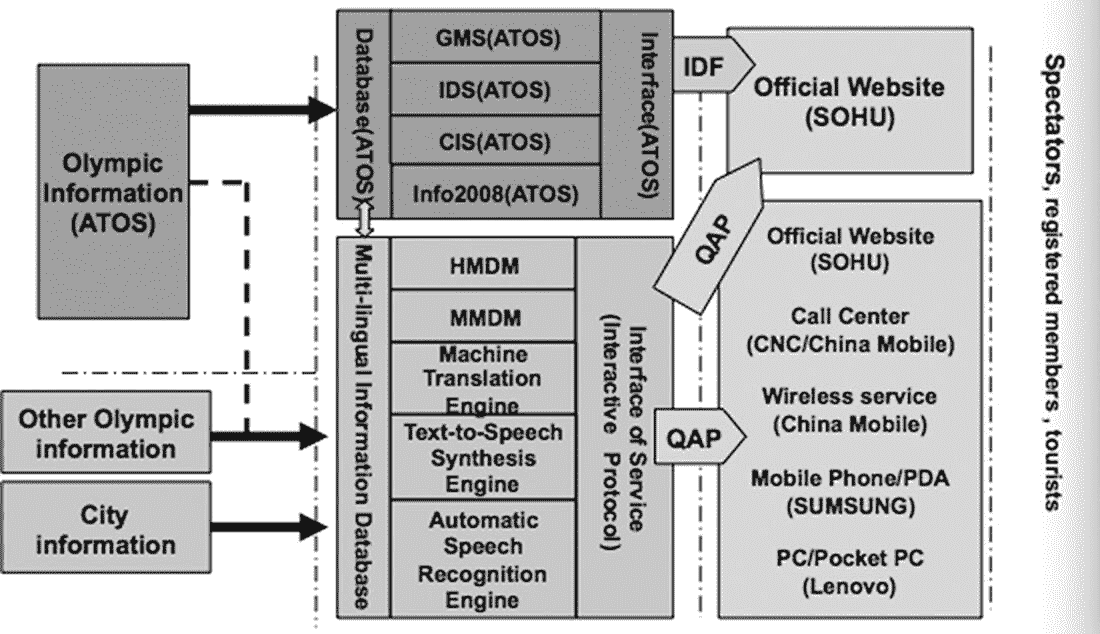 Olympic
Information
(ATOS)
Other Olympic
information
City
information
Database(ATOS)
GMS(ATOS)
IDS(ATOS)
CIS(ATOS)
Info2008(ATOS)
Interface(ATOS)
Multi-lingual Information Database
HMDM
MMDM
Machine
Translation
Engine
Text-to-Speech
Synthesis
Engine
Automatic
Speech
Recognition
Engine
Interface of Service
(Interactive Protocol)
IDF
QAP
QAP
Official Website
(SOHU)
Official Website
(SOHU)
Call Center
(CNC/China Mobile)
Wireless service
(China Mobile)
Mobile Phone/PDA
(SUMSUNG)
PC/Pocket PC
(Lenovo)
Spectators, registered members , tourists